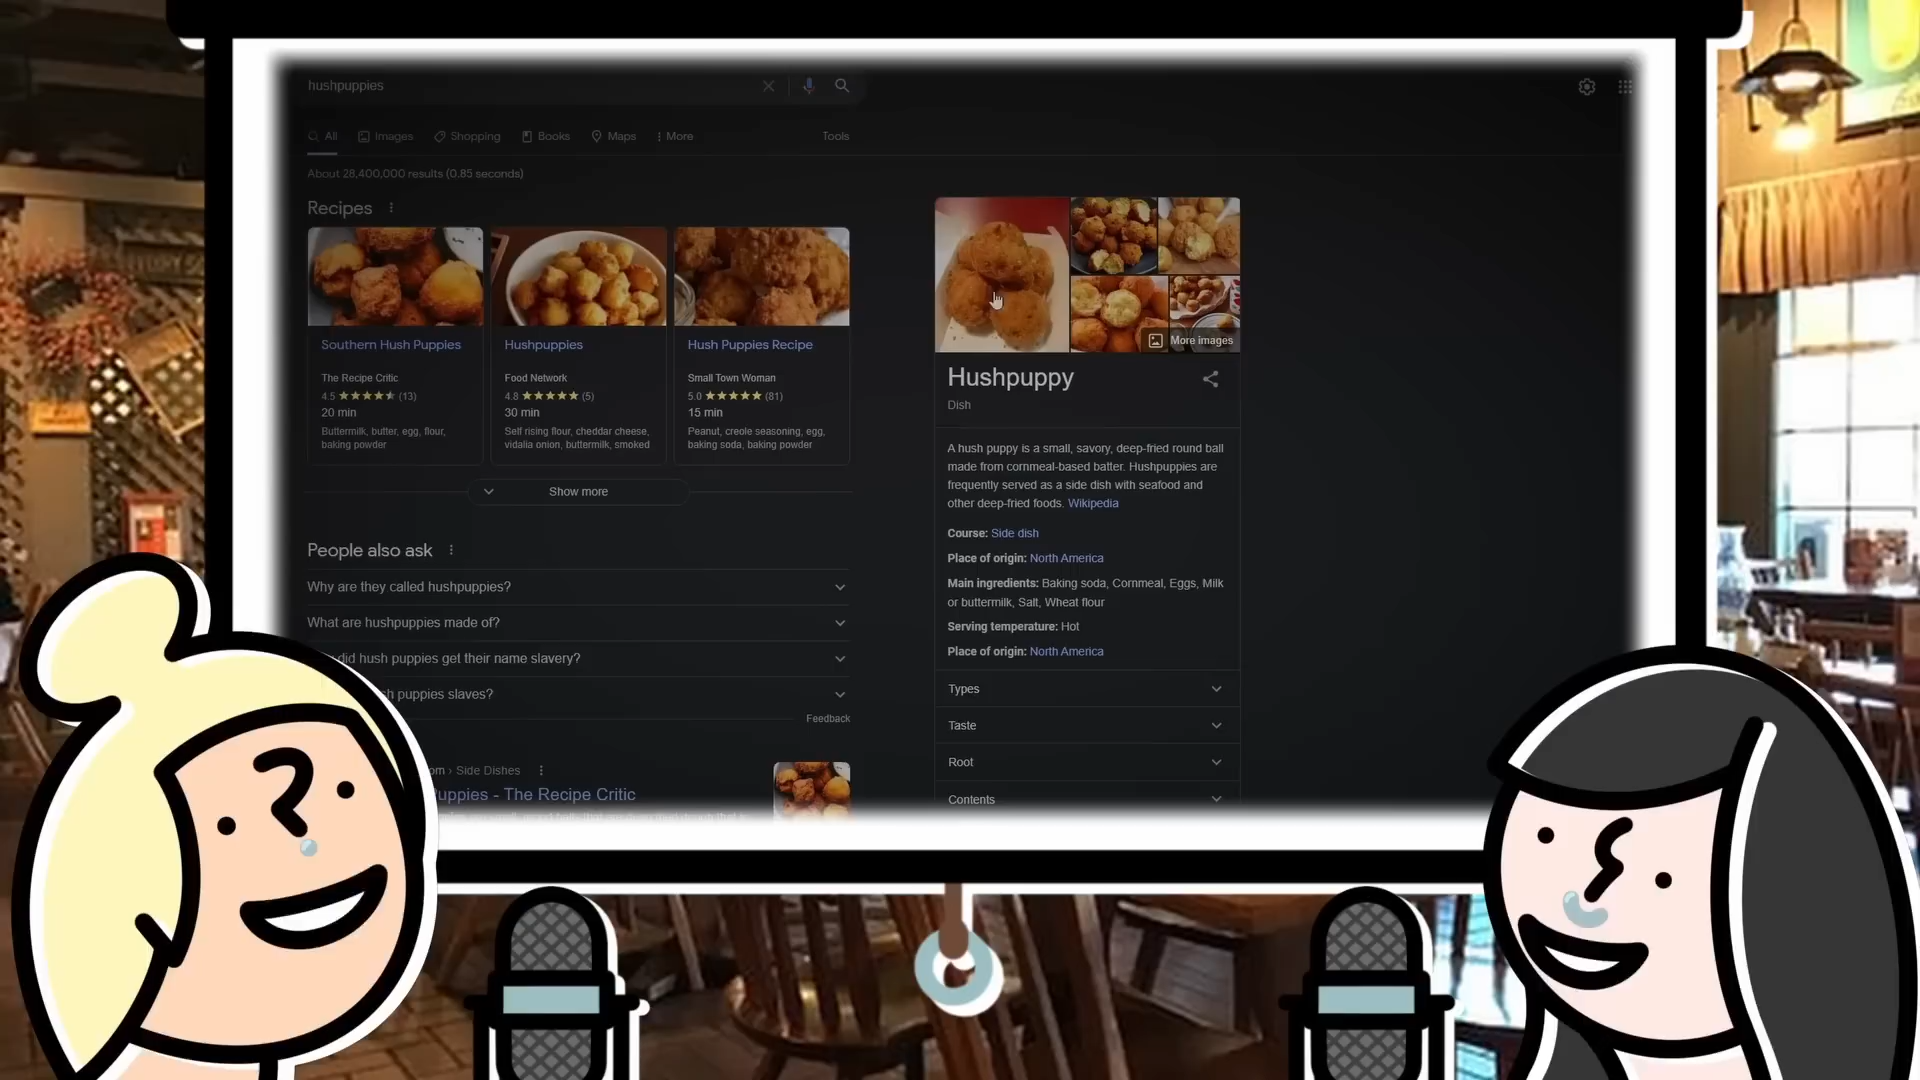 hushpuppies
All
Images
Shopping
Books
Maps
More
Tools
About 28,400,000 results (0.85 seconds)
Recipes
Southern Hush Puppies
The Recipe Critic
4.5 (13)
20 min
Buttermilk, butter, egg, flour,
baking powder
Hushpuppies
Food Network
4.8 (5)
30 min
Self rising flour, cheddar cheese,
vidalia onion, buttermilk, smoked
Hush Puppies Recipe
Small Town Woman
5.0 (81)
15 min
Peanut, creole seasoning, egg,
baking soda, baking powder
Show more
People also ask
Why are they called hushpuppies?
What are hushpuppies made of?
did hush puppies get their name slavery?
puppies slaves?
Feedback
om › Side Dishes
uppies - The Recipe Critic
More images
Hushpuppy
Dish
A hush puppy is a small, savory, deep-fried round ball
made from cornmeal-based batter. Hushpuppies are
frequently served as a side dish with seafood and
other deep-fried foods. Wikipedia
Course: Side dish
Place of origin: North America
Main ingredients: Baking soda, Cornmeal, Eggs, Milk
or buttermilk, Salt, Wheat flour
Serving temperature: Hot
Place of origin: North America
Types
Taste
Root
Contents